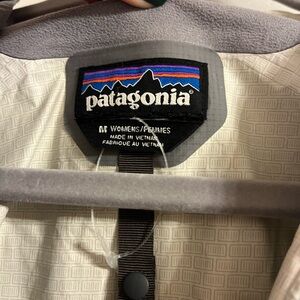 patagonia®
M WOMENS/FEMMES
MADE IN VIETNAM
FABRIQUÉ AU VIETNAM